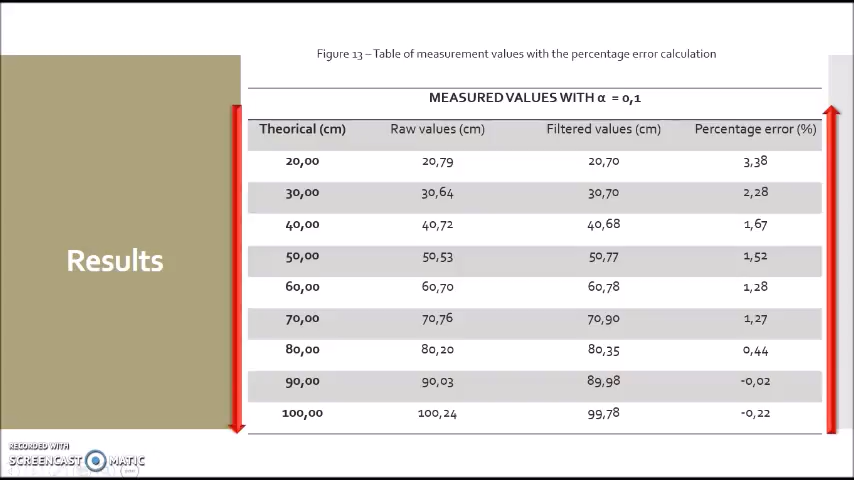 Figure 13 – Table of measurement values with the percentage error calculation
MEASURED VALUES WITH α = 0,1
Theorical (cm) Raw values (cm) Filtered values (cm) Percentage error (%)
20,00 20,79 20,70 3,38
30,00 30,64 30,70 2,28
40,00 40,72 40,68 1,67
50,00 50,53 50,77 1,52
60,00 60,70 60,78 1,28
70,00 70,76 70,90 1,27
80,00 80,20 80,35 0,44
90,00 90,03 89,98 -0,02
100,00 100,24 99,78 -0,22
Results
RECORDED WITH
SCREENCAST MATIC